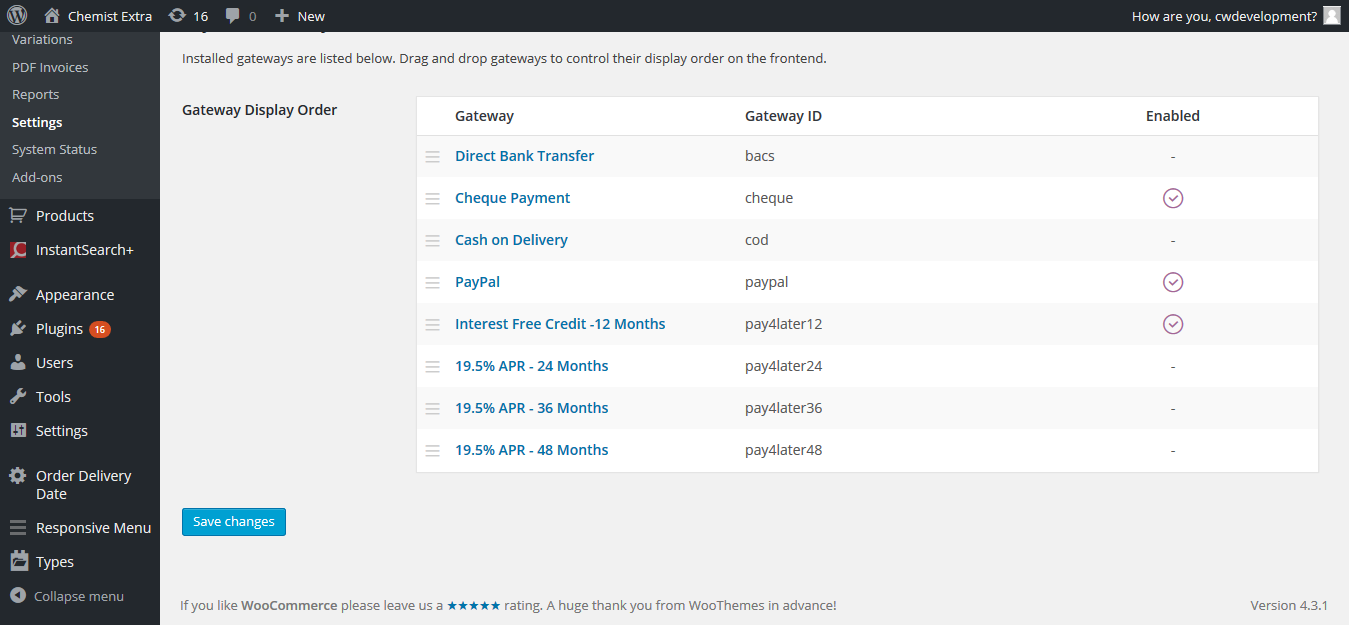 Chemist Extra 16 0 New How are you, cwdevelopment?
Variations
PDF Invoices
Reports
Settings
System Status
Add-ons
Products
InstantSearch+
Appearance
Plugins 16
Users
Tools
Settings
Order Delivery
Date
Responsive Menu
Types
Collapse menu
Installed gateways are listed below. Drag and drop gateways to control their display order on the frontend.
Gateway Display Order
Gateway Gateway ID Enabled
Direct Bank Transfer bacs -
Cheque Payment cheque
Cash on Delivery cod -
PayPal paypal
Interest Free Credit -12 Months pay4later12
19.5% APR - 24 Months pay4later24 -
19.5% APR - 36 Months pay4later36 -
19.5% APR - 48 Months pay4later48 -
Save changes
If you like WooCommerce please leave us a ★★★★★ rating. A huge thank you from WooThemes in advance! Version 4.3.1